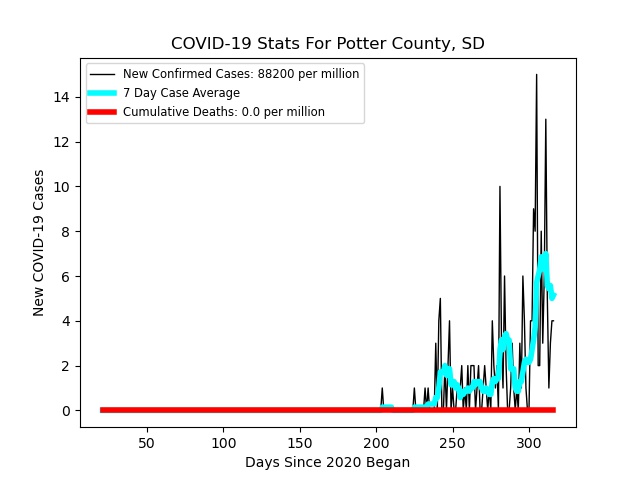 COVID-19 Stats For Potter County, SD
New Confirmed Cases: 88200 per million
7 Day Case Average
Cumulative Deaths: 0.0 per million
New COVID-19 Cases
14
12
10
8
6
4
2
0
50 100 150 200 250 300
Days Since 2020 Began